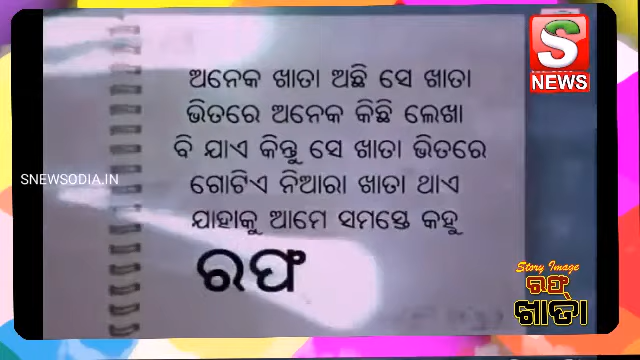 S
NEWS
ଅନେକ ଖାତା ଅଛି ସେ ଖାତା
ଭିତରେ ଅନେକ କିଛି ଲେଖା
ବି ଯାଏ କିନ୍ତୁ ସେ ଖାତା ଭିତରେ
ଗୋଟିଏ ନିଆରା ଖାତା ଥାଏ
ଯାହାକୁ ଆମେ ସମସ୍ତେ କହୁ
ରଫ
SNEWSODIA.IN
Story Image
ରଫ୍
ଖାତା